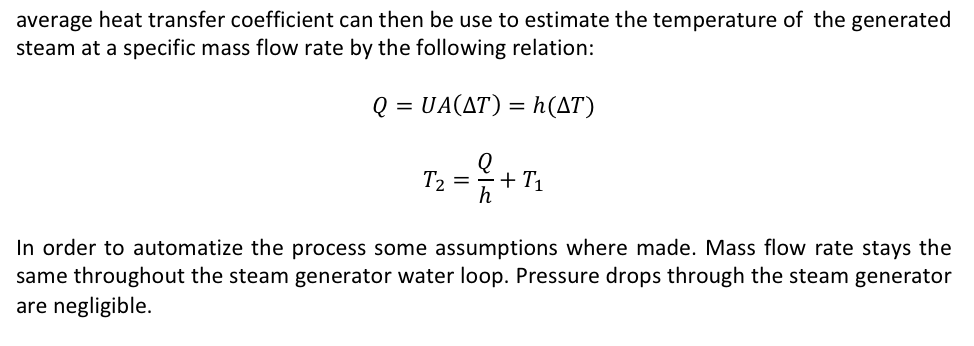 average heat transfer coefficient can then be use to estimate the temperature of the generated
steam at a specific mass flow rate by the following relation:
Q = UA(ΔT) = h(ΔT)
T₂ = Q/h + T₁
In order to automatize the process some assumptions where made. Mass flow rate stays the
same throughout the steam generator water loop. Pressure drops through the steam generator
are negligible.